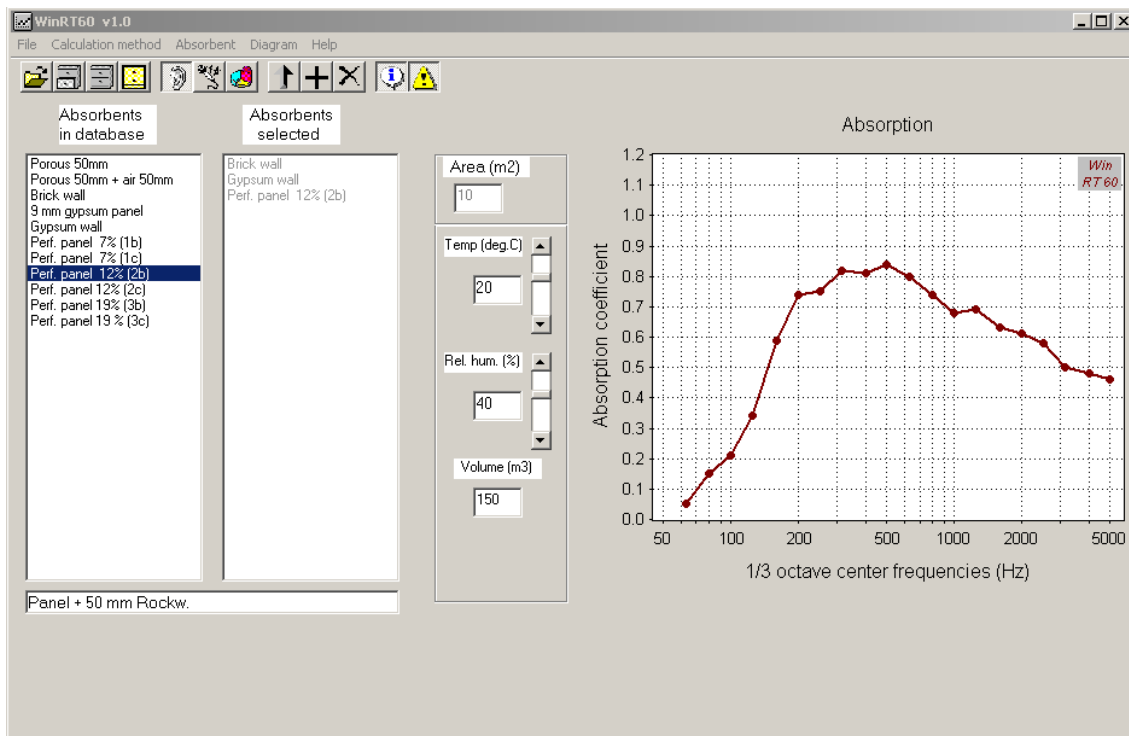 WinRT60 v1.0
File Calculation method Absorbent Diagram Help
Absorbents
in database
Absorbents
selected
Porous 50mm
Porous 50mm + air 50mm
Brick wall
9 mm gypsum panel
Gypsum wall
Perf. panel 7% (1b)
Perf. panel 7% (1c)
Perf. panel 12% (2b)
Perf. panel 12% (2c)
Perf. panel 19% (3b)
Perf. panel 19 % (3c)
Brick wall
Gypsum wall
Perf. panel 12% (2b)
Panel + 50 mm Rockw.
Area (m2)
10
Temp (deg.C)
20
Rel. hum. (%)
40
Volume (m3)
150
Absorption
Win
RT 60
Absorption coefficient
1.2
1.1
1.0
0.9
0.8
0.7
0.6
0.5
0.4
0.3
0.2
0.1
0.0
50 100 200 500 1000 2000 5000
1/3 octave center frequencies (Hz)